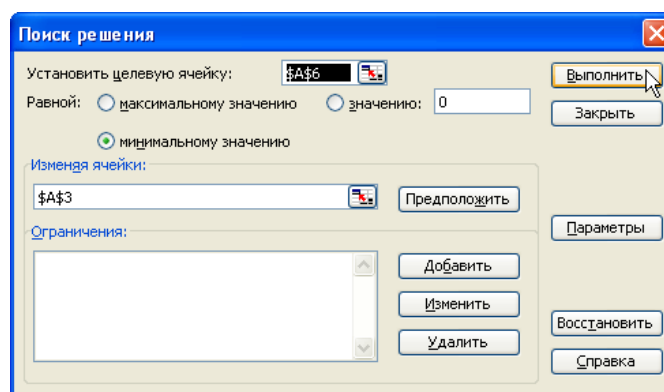 Поиск решения
Установить целевую ячейку: $A$6 Выполнить
Равной: максимальному значению значению: 0 Закрыть
минимальному значению
Изменяя ячейки:
$A$3 Предположить
Ограничения: Параметры
Добавить
Изменить
Удалить Восстановить
Справка